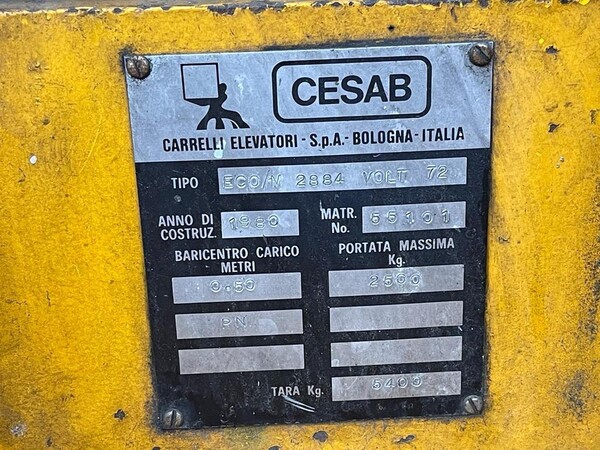 CESAB
CARRELLI ELEVATORI - S.p.A.- BOLOGNA - ITALIA
TIPO ECO/M 2884 VOLT 72
ANNO DI COSTRUZ. 1980 MATR. No. 55101
BARICENTRO CARICO METRI PORTATA MASSIMA Kg.
0.50 2500
PN
TARA Kg. 5400